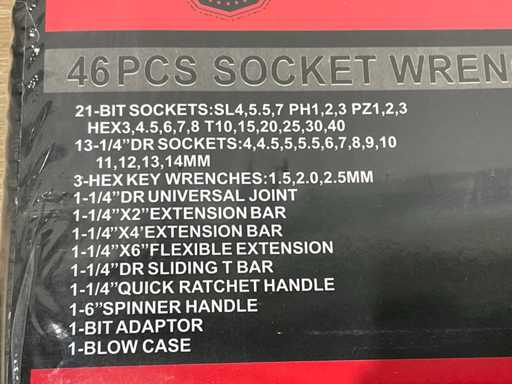 46PCS SOCKET WREN
21-BIT SOCKETS:SL4,5.5,7 PH1,2,3 PZ1,2,3
HEX3,4.5,6,7,8 T10,15,20,25,30,40
13-1/4”DR SOCKETS:4,4.5,5,5.5,6,7,8,9,10
11,12,13,14MM
3-HEX KEY WRENCHES:1.5,2.0,2.5MM
1-1/4”DR UNIVERSAL JOINT
1-1/4”X2”EXTENSION BAR
1-1/4”X4’EXTENSION BAR
1-1/4”X6”FLEXIBLE EXTENSION
1-1/4”DR SLIDING T BAR
1-1/4”QUICK RATCHET HANDLE
1-6”SPINNER HANDLE
1-BIT ADAPTOR
1-BLOW CASE